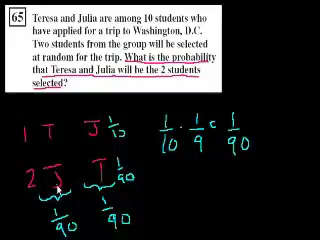 65 Teresa and Julia are among 10 students who
have applied for a trip to Washington, D.C.
Two students from the group will be selected
at random for the trip. What is the probability
that Teresa and Julia will be the 2 students
selected?
1 T J 1/10
1/10 · 1/9 = 1/90
2 J T 1/90
1/90 1/90